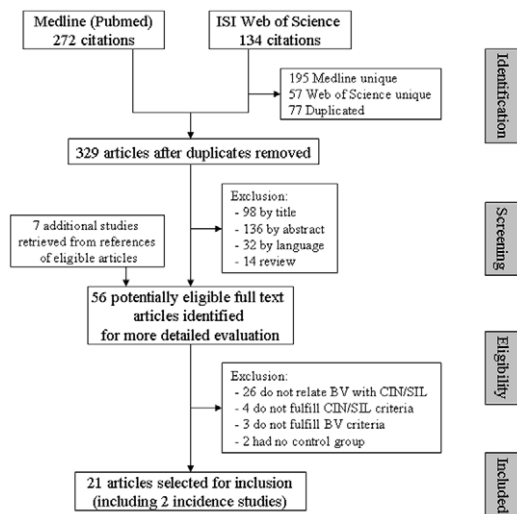 Medline (Pubmed)
272 citations
ISI Web of Science
134 citations
195 Medline unique
57 Web of Science unique
77 Duplicated
Identification
329 articles after duplicates removed
Exclusion:
- 98 by title
- 136 by abstract
- 32 by language
- 14 review
7 additional studies
retrieved from references
of eligible articles
Screening
56 potentially eligible full text
articles identified
for more detailed evaluation
Eligibility
Exclusion:
- 26 do not relate BV with CIN/SIL
- 4 do not fulfill CIN/SIL criteria
- 3 do not fulfill BV criteria
- 2 had no control group
21 articles selected for inclusion
(including 2 incidence studies)
Included